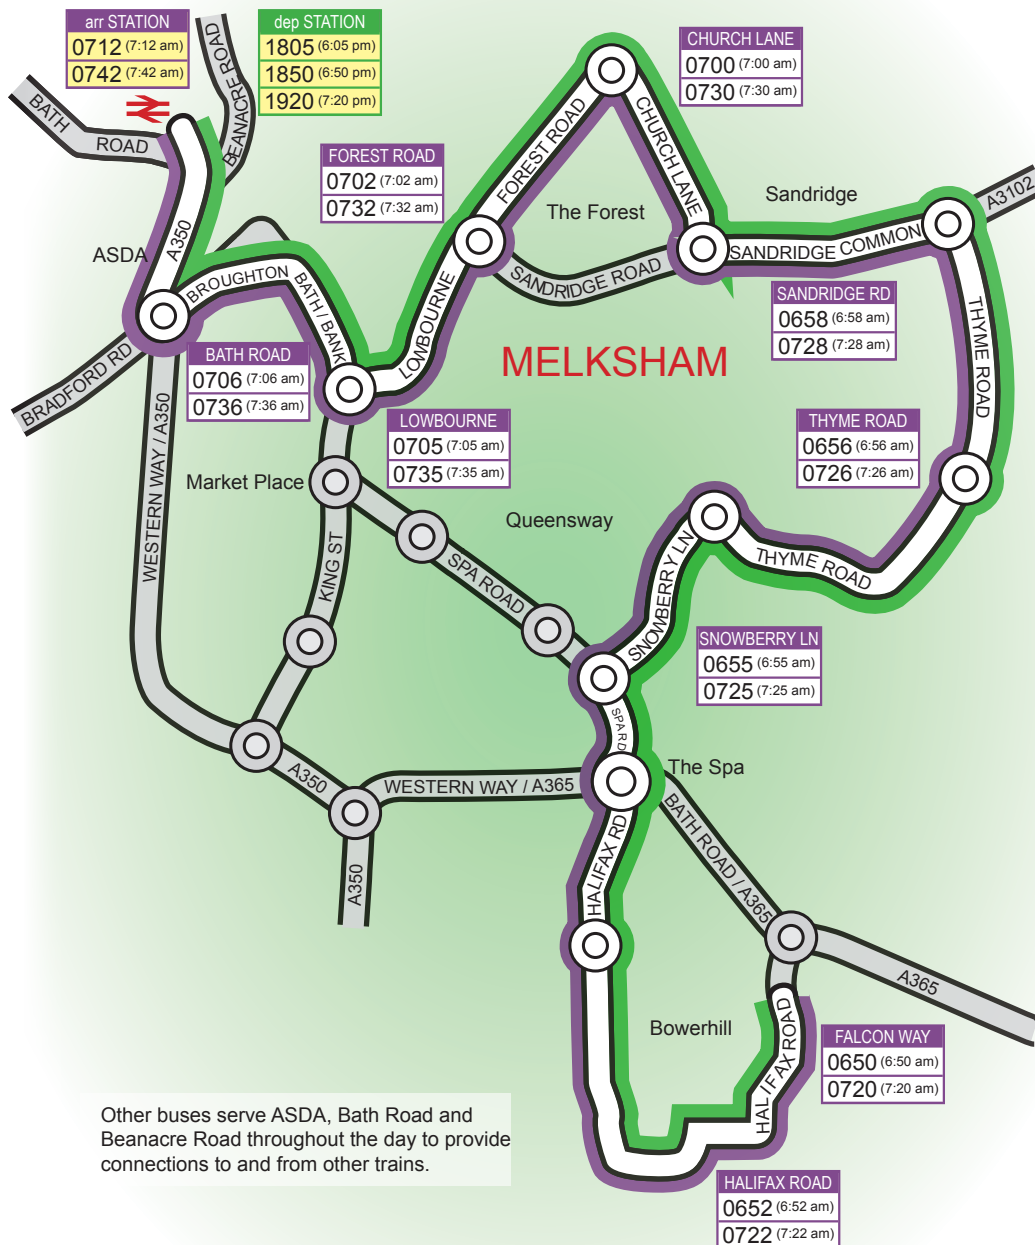 arr STATION
0712 (7:12 am)
0742 (7:42 am)
dep STATION
1805 (6:05 pm)
1850 (6:50 pm)
1920 (7:20 pm)
CHURCH LANE
0700 (7:00 am)
0730 (7:30 am)
BATH
ROAD
BEANACRE ROAD
FOREST ROAD
0702 (7:02 am)
0732 (7:32 am)
FOREST ROAD
CHURCH LANE
The Forest
Sandridge
A3102
ASDA
A350
BROUGHTON
BATH / BANK
LOWBOURNE
SANDRIDGE ROAD
SANDRIDGE COMMON
SANDRIDGE RD
0658 (6:58 am)
0728 (7:28 am)
THYME ROAD
BRADFORD RD
BATH ROAD
0706 (7:06 am)
0736 (7:36 am)
MELKSHAM
LOWBOURNE
0705 (7:05 am)
0735 (7:35 am)
THYME ROAD
0656 (6:56 am)
0726 (7:26 am)
WESTERN WAY / A350
Market Place
Queensway
KING ST
SPA ROAD
SNOWBERRY LN
THYME ROAD
SNOWBERRY LN
0655 (6:55 am)
0725 (7:25 am)
SPA RD
The Spa
A350
WESTERN WAY / A365
BATH ROAD / A365
HALIFAX RD
A350
A365
Bowerhill
HALIFAX ROAD
FALCON WAY
0650 (6:50 am)
0720 (7:20 am)
Other buses serve ASDA, Bath Road and
Beanacre Road throughout the day to provide
connections to and from other trains.
HALIFAX ROAD
0652 (6:52 am)
0722 (7:22 am)